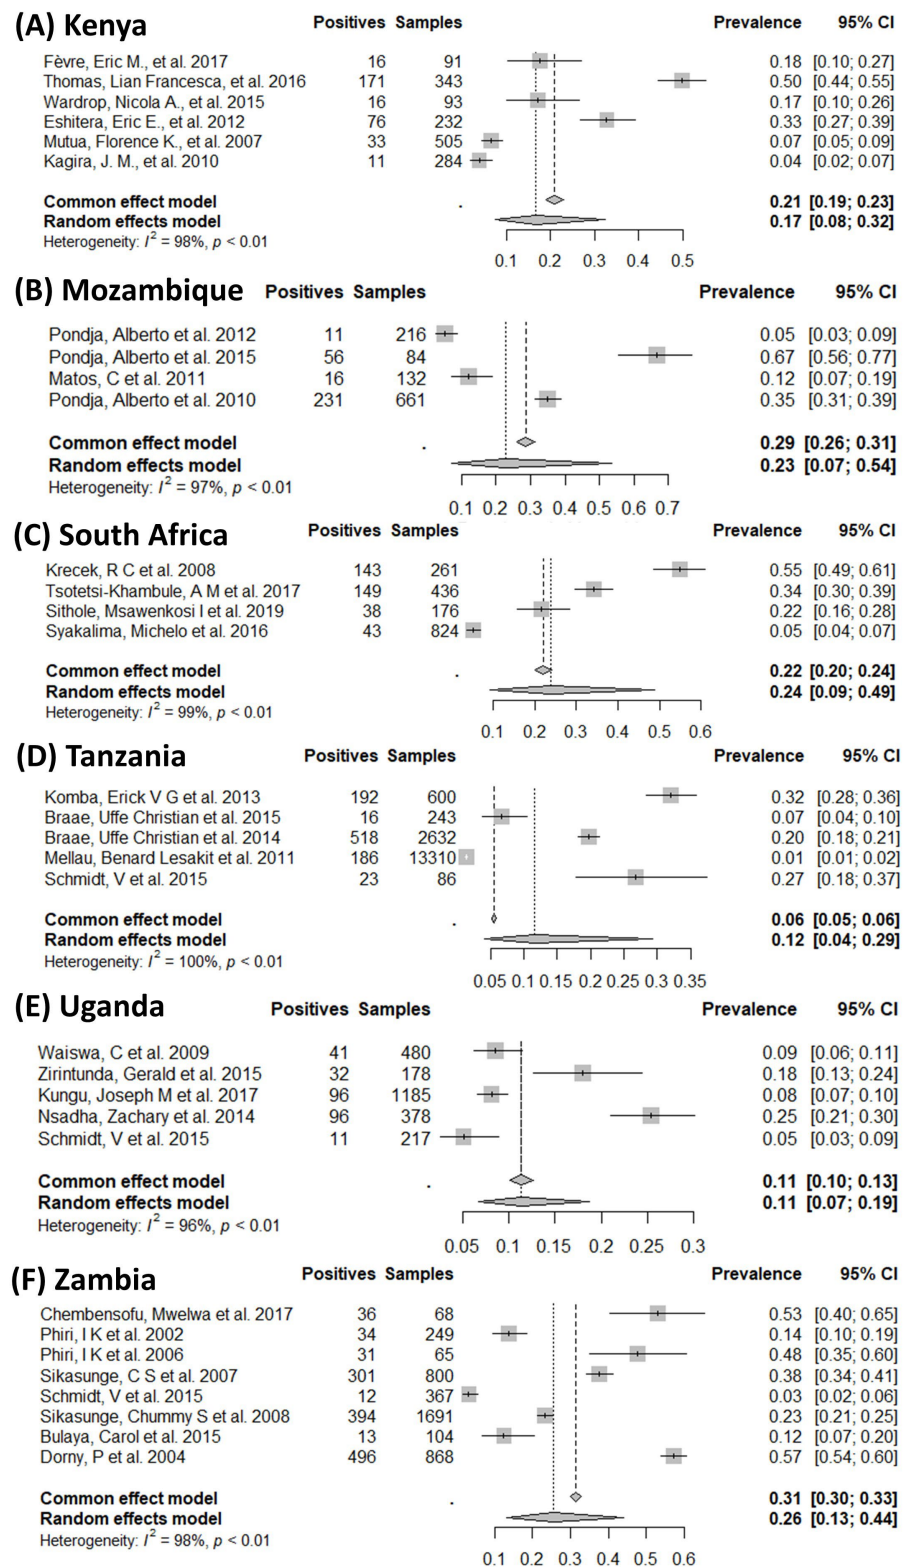 (A) Kenya Positives Samples Prevalence 95% CI
Fèvre, Eric M., et al. 2017 16 91 0.18 [0.10; 0.27]
Thomas, Lian Francesca, et al. 2016 171 343 0.50 [0.44; 0.55]
Wardrop, Nicola A., et al. 2015 16 93 0.17 [0.10; 0.26]
Eshitera, Eric E., et al. 2012 76 232 0.33 [0.27; 0.39]
Mutua, Florence K., et al. 2007 33 505 0.07 [0.05; 0.09]
Kagira, J. M., et al. 2010 11 284 0.04 [0.02; 0.07]
Common effect model . 0.21 [0.19; 0.23]
Random effects model 0.17 [0.08; 0.32]
Heterogeneity: I² = 98%, p < 0.01
0.1 0.2 0.3 0.4 0.5
(B) Mozambique Positives Samples Prevalence 95% CI
Pondja, Alberto et al. 2012 11 216 0.05 [0.03; 0.09]
Pondja, Alberto et al. 2015 56 84 0.67 [0.56; 0.77]
Matos, C et al. 2011 16 132 0.12 [0.07; 0.19]
Pondja, Alberto et al. 2010 231 661 0.35 [0.31; 0.39]
Common effect model . 0.29 [0.26; 0.31]
Random effects model 0.23 [0.07; 0.54]
Heterogeneity: I² = 97%, p < 0.01
0.1 0.2 0.3 0.4 0.5 0.6 0.7
(C) South Africa Positives Samples Prevalence 95% CI
Krecek, R C et al. 2008 143 261 0.55 [0.49; 0.61]
Tsotetsi-Khambule, A M et al. 2017 149 436 0.34 [0.30; 0.39]
Sithole, Msawenkosi I et al. 2019 38 176 0.22 [0.16; 0.28]
Syakalima, Michelo et al. 2016 43 824 0.05 [0.04; 0.07]
Common effect model . 0.22 [0.20; 0.24]
Random effects model 0.24 [0.09; 0.49]
Heterogeneity: I² = 99%, p < 0.01
0.1 0.2 0.3 0.4 0.5 0.6
(D) Tanzania Positives Samples Prevalence 95% CI
Komba, Erick V G et al. 2013 192 600 0.32 [0.28; 0.36]
Braae, Uffe Christian et al. 2015 16 243 0.07 [0.04; 0.10]
Braae, Uffe Christian et al. 2014 518 2632 0.20 [0.18; 0.21]
Mellau, Benard Lesakit et al. 2011 186 13310 0.01 [0.01; 0.02]
Schmidt, V et al. 2015 23 86 0.27 [0.18; 0.37]
Common effect model . 0.06 [0.05; 0.06]
Random effects model 0.12 [0.04; 0.29]
Heterogeneity: I² = 100%, p < 0.01
0.05 0.1 0.15 0.2 0.25 0.3 0.35
(E) Uganda Positives Samples Prevalence 95% CI
Waiswa, C et al. 2009 41 480 0.09 [0.06; 0.11]
Zirintunda, Gerald et al. 2015 32 178 0.18 [0.13; 0.24]
Kungu, Joseph M et al. 2017 96 1185 0.08 [0.07; 0.10]
Nsadha, Zachary et al. 2014 96 378 0.25 [0.21; 0.30]
Schmidt, V et al. 2015 11 217 0.05 [0.03; 0.09]
Common effect model . 0.11 [0.10; 0.13]
Random effects model 0.11 [0.07; 0.19]
Heterogeneity: I² = 96%, p < 0.01
0.05 0.1 0.15 0.2 0.25 0.3
(F) Zambia Positives Samples Prevalence 95% CI
Chembensofu, Mwelwa et al. 2017 36 68 0.53 [0.40; 0.65]
Phiri, I K et al. 2002 34 249 0.14 [0.10; 0.19]
Phiri, I K et al. 2006 31 65 0.48 [0.35; 0.60]
Sikasunge, C S et al. 2007 301 800 0.38 [0.34; 0.41]
Schmidt, V et al. 2015 12 367 0.03 [0.02; 0.06]
Sikasunge, Chummy S et al. 2008 394 1691 0.23 [0.21; 0.25]
Bulaya, Carol et al. 2015 13 104 0.12 [0.07; 0.20]
Dorny, P et al. 2004 496 868 0.57 [0.54; 0.60]
Common effect model . 0.31 [0.30; 0.33]
Random effects model 0.26 [0.13; 0.44]
Heterogeneity: I² = 98%, p < 0.01
0.1 0.2 0.3 0.4 0.5 0.6